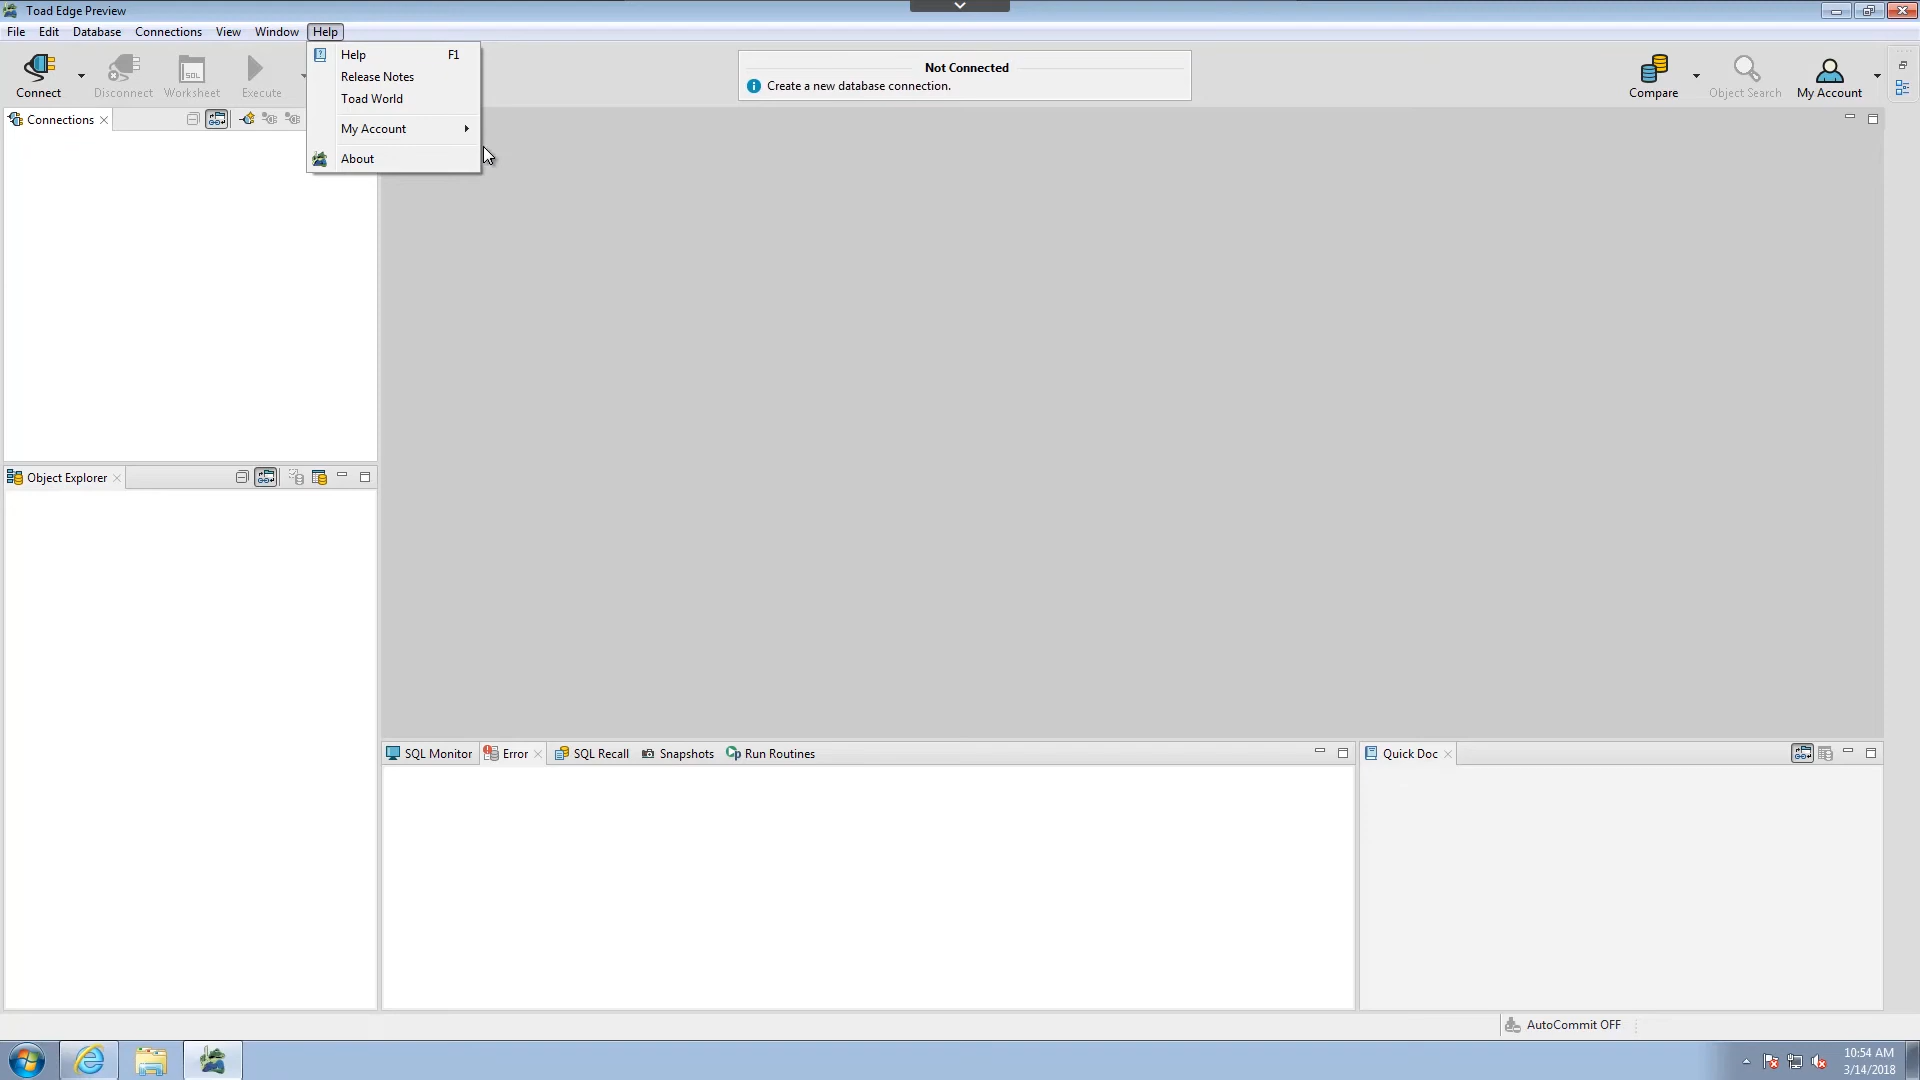 Toad Edge Preview
File Edit Database Connections View Window Help
Help F1
Release Notes
Toad World
My Account
About
Connect
Disconnect
Worksheet
SQL
Execute
Not Connected
Create a new database connection.
Compare
Object Search
My Account
Connections
Object Explorer
SQL Monitor
Error
SQL Recall
Snapshots
Run Routines
Quick Doc
AutoCommit OFF
10:54 AM
3/14/2018